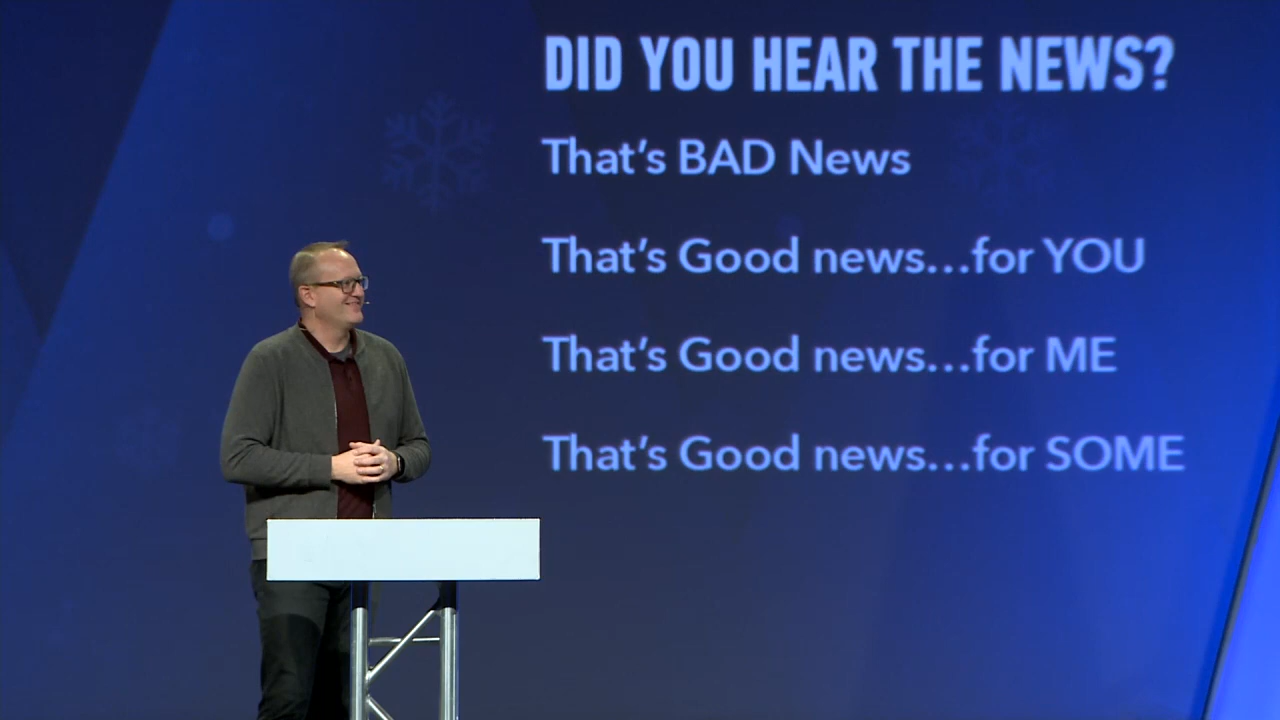 DID YOU HEAR THE NEWS?
That's BAD News
That's Good news...for YOU
That's Good news...for ME
That's Good news...for SOME